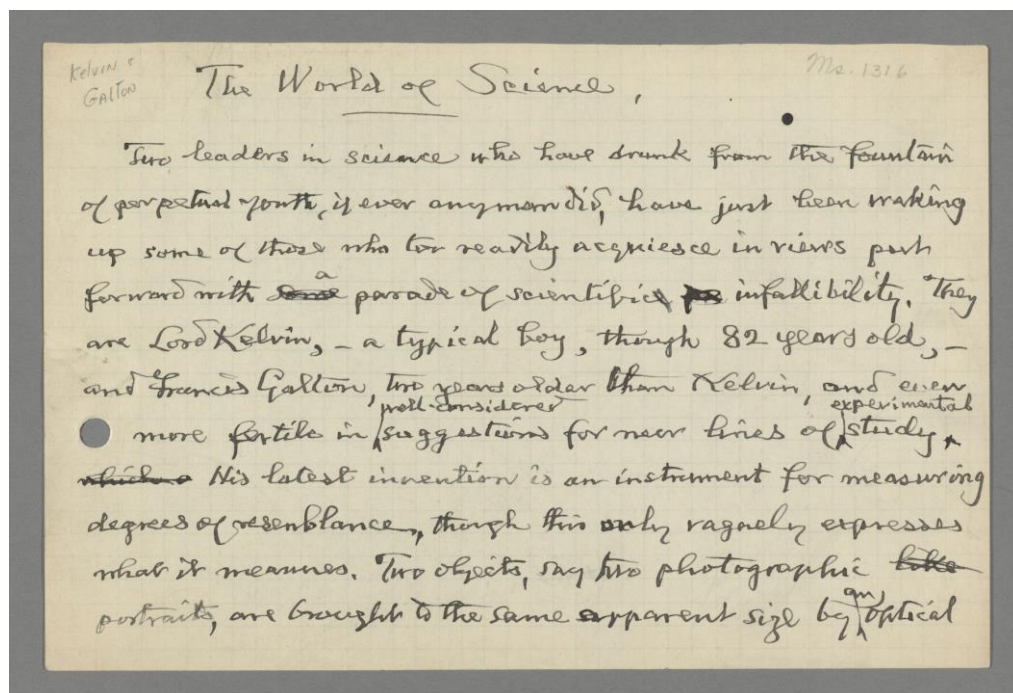 Kelvin &
Galton
Ms. 1316
The World of Science,
Two leaders in science who have drunk from the fountain
of perpetual youth, if ever any man did, have just been waking
up some of those who too readily acquiesce in views put
forward with a parade of scientific infallibility. They
are Lord Kelvin, – a typical boy, though 82 years old, –
and Francis Galton, two years older than Kelvin, and even
more fertile in well-considered suggestions for new lines of experimental study.
His latest invention is an instrument for measuring
degrees of resemblance, though this only vaguely expresses
what it measures. Two objects, say two photographic
portraits, are brought to the same apparent size by an optical